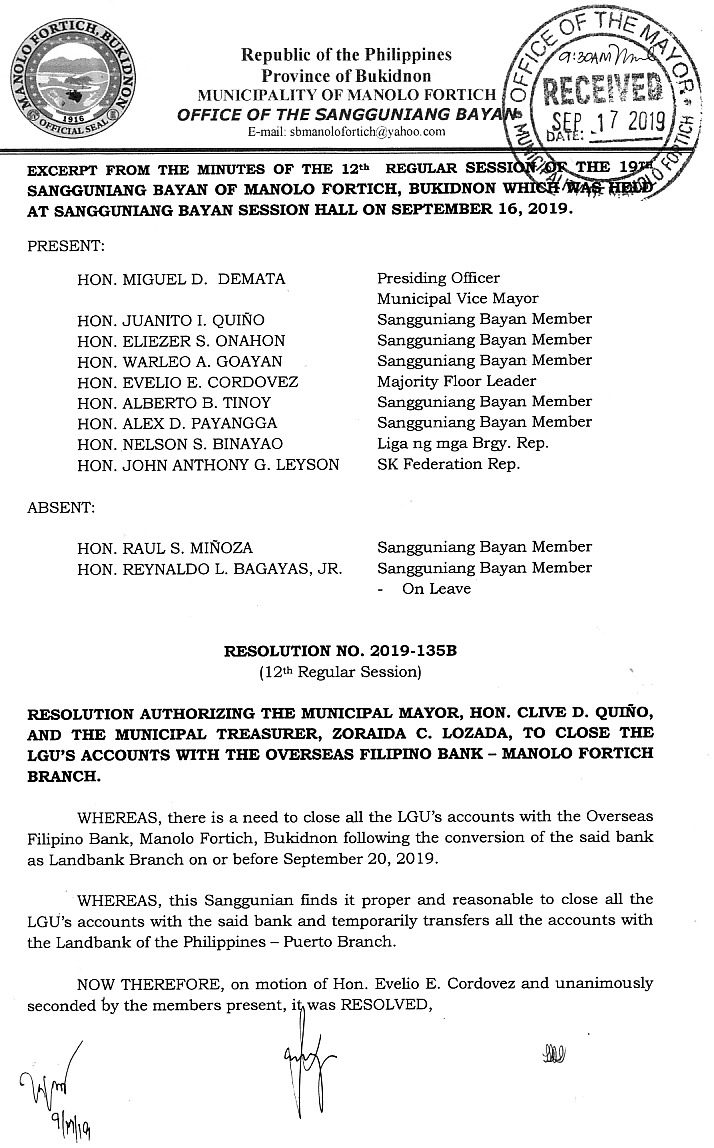 MANOLO FORTICH, BUKIDNON
1916
OFFICIAL SEAL
Republic of the Philippines
Province of Bukidnon
MUNICIPALITY OF MANOLO FORTICH
OFFICE OF THE SANGGUNIANG BAYAN
E-mail: sbmanolofortich@yahoo.com
OFFICE OF THE MAYOR
9:30AM
RECEIVED
SEP 17 2019
DATE:
MANOLO FORTICH
EXCERPT FROM THE MINUTES OF THE 12th REGULAR SESSION OF THE 19TH
SANGGUNIANG BAYAN OF MANOLO FORTICH, BUKIDNON WHICH WAS HELD
AT SANGGUNIANG BAYAN SESSION HALL ON SEPTEMBER 16, 2019.
PRESENT:
HON. MIGUEL D. DEMATA Presiding Officer
Municipal Vice Mayor
HON. JUANITO I. QUIÑO Sangguniang Bayan Member
HON. ELIEZER S. ONAHON Sangguniang Bayan Member
HON. WARLEO A. GOAYAN Sangguniang Bayan Member
HON. EVELIO E. CORDOVEZ Majority Floor Leader
HON. ALBERTO B. TINOY Sangguniang Bayan Member
HON. ALEX D. PAYANGGA Sangguniang Bayan Member
HON. NELSON S. BINAYAO Liga ng mga Brgy. Rep.
HON. JOHN ANTHONY G. LEYSON SK Federation Rep.
ABSENT:
HON. RAUL S. MIÑOZA Sangguniang Bayan Member
HON. REYNALDO L. BAGAYAS, JR. Sangguniang Bayan Member
- On Leave
RESOLUTION NO. 2019-135B
(12th Regular Session)
RESOLUTION AUTHORIZING THE MUNICIPAL MAYOR, HON. CLIVE D. QUIÑO,
AND THE MUNICIPAL TREASURER, ZORAIDA C. LOZADA, TO CLOSE THE
LGU'S ACCOUNTS WITH THE OVERSEAS FILIPINO BANK – MANOLO FORTICH
BRANCH.
WHEREAS, there is a need to close all the LGU's accounts with the Overseas
Filipino Bank, Manolo Fortich, Bukidnon following the conversion of the said bank
as Landbank Branch on or before September 20, 2019.
WHEREAS, this Sanggunian finds it proper and reasonable to close all the
LGU's accounts with the said bank and temporarily transfers all the accounts with
the Landbank of the Philippines – Puerto Branch.
NOW THEREFORE, on motion of Hon. Evelio E. Cordovez and unanimously
seconded by the members present, it was RESOLVED,
9/17/19